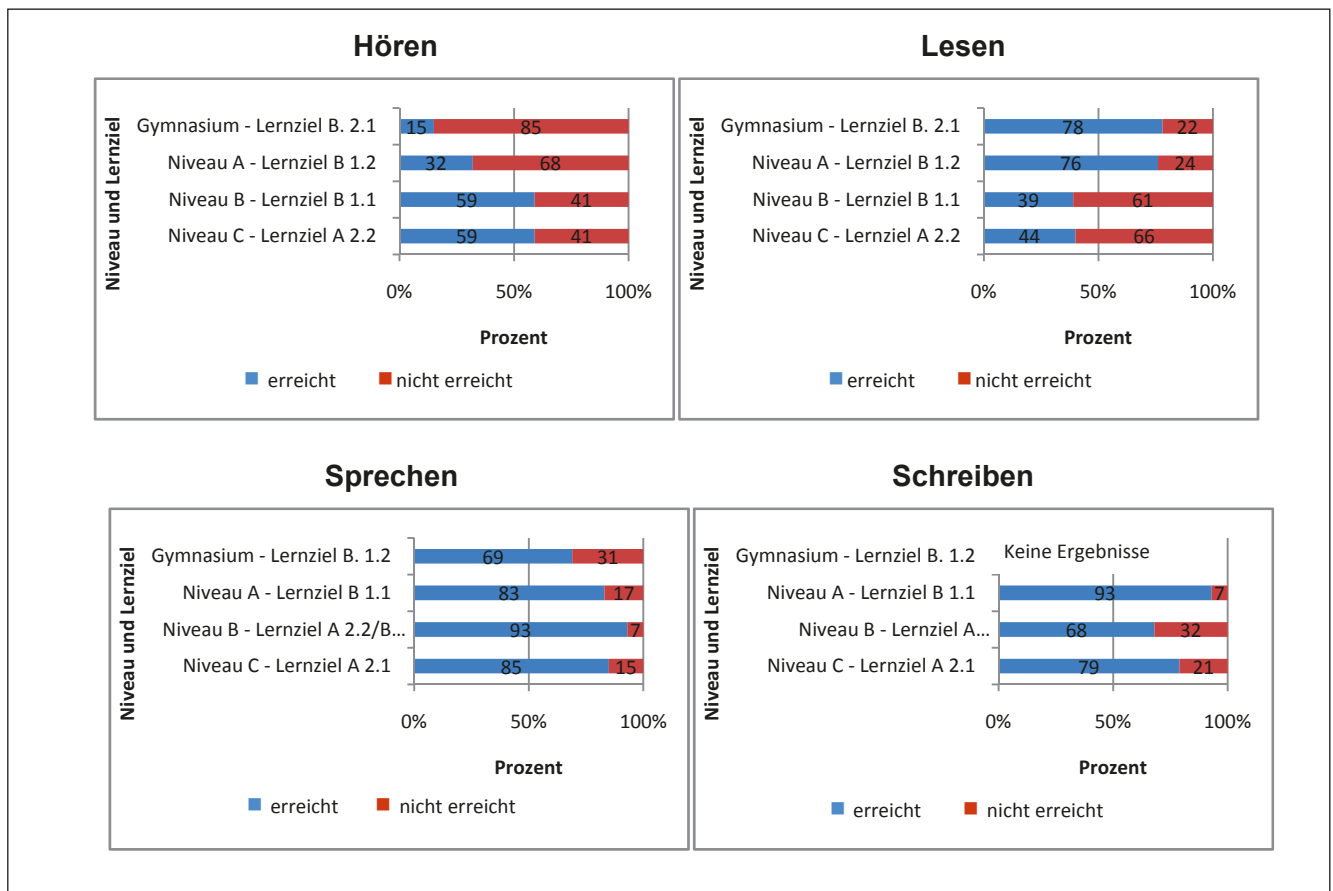 Hören
Niveau und Lernziel
Gymnasium - Lernziel B. 2.1
15 85
Niveau A - Lernziel B 1.2
32 68
Niveau B - Lernziel B 1.1
59 41
Niveau C - Lernziel A 2.2
59 41
0% 50% 100%
Prozent
erreicht nicht erreicht
Lesen
Niveau und Lernziel
Gymnasium - Lernziel B. 2.1
78 22
Niveau A - Lernziel B 1.2
76 24
Niveau B - Lernziel B 1.1
39 61
Niveau C - Lernziel A 2.2
44 66
0% 50% 100%
Prozent
erreicht nicht erreicht
Sprechen
Niveau und Lernziel
Gymnasium - Lernziel B. 1.2
69 31
Niveau A - Lernziel B 1.1
83 17
Niveau B - Lernziel A 2.2/B...
93 7
Niveau C - Lernziel A 2.1
85 15
0% 50% 100%
Prozent
erreicht nicht erreicht
Schreiben
Niveau und Lernziel
Gymnasium - Lernziel B. 1.2
Keine Ergebnisse
Niveau A - Lernziel B 1.1
93 7
Niveau B - Lernziel A...
68 32
Niveau C - Lernziel A 2.1
79 21
0% 50% 100%
Prozent
erreicht nicht erreicht